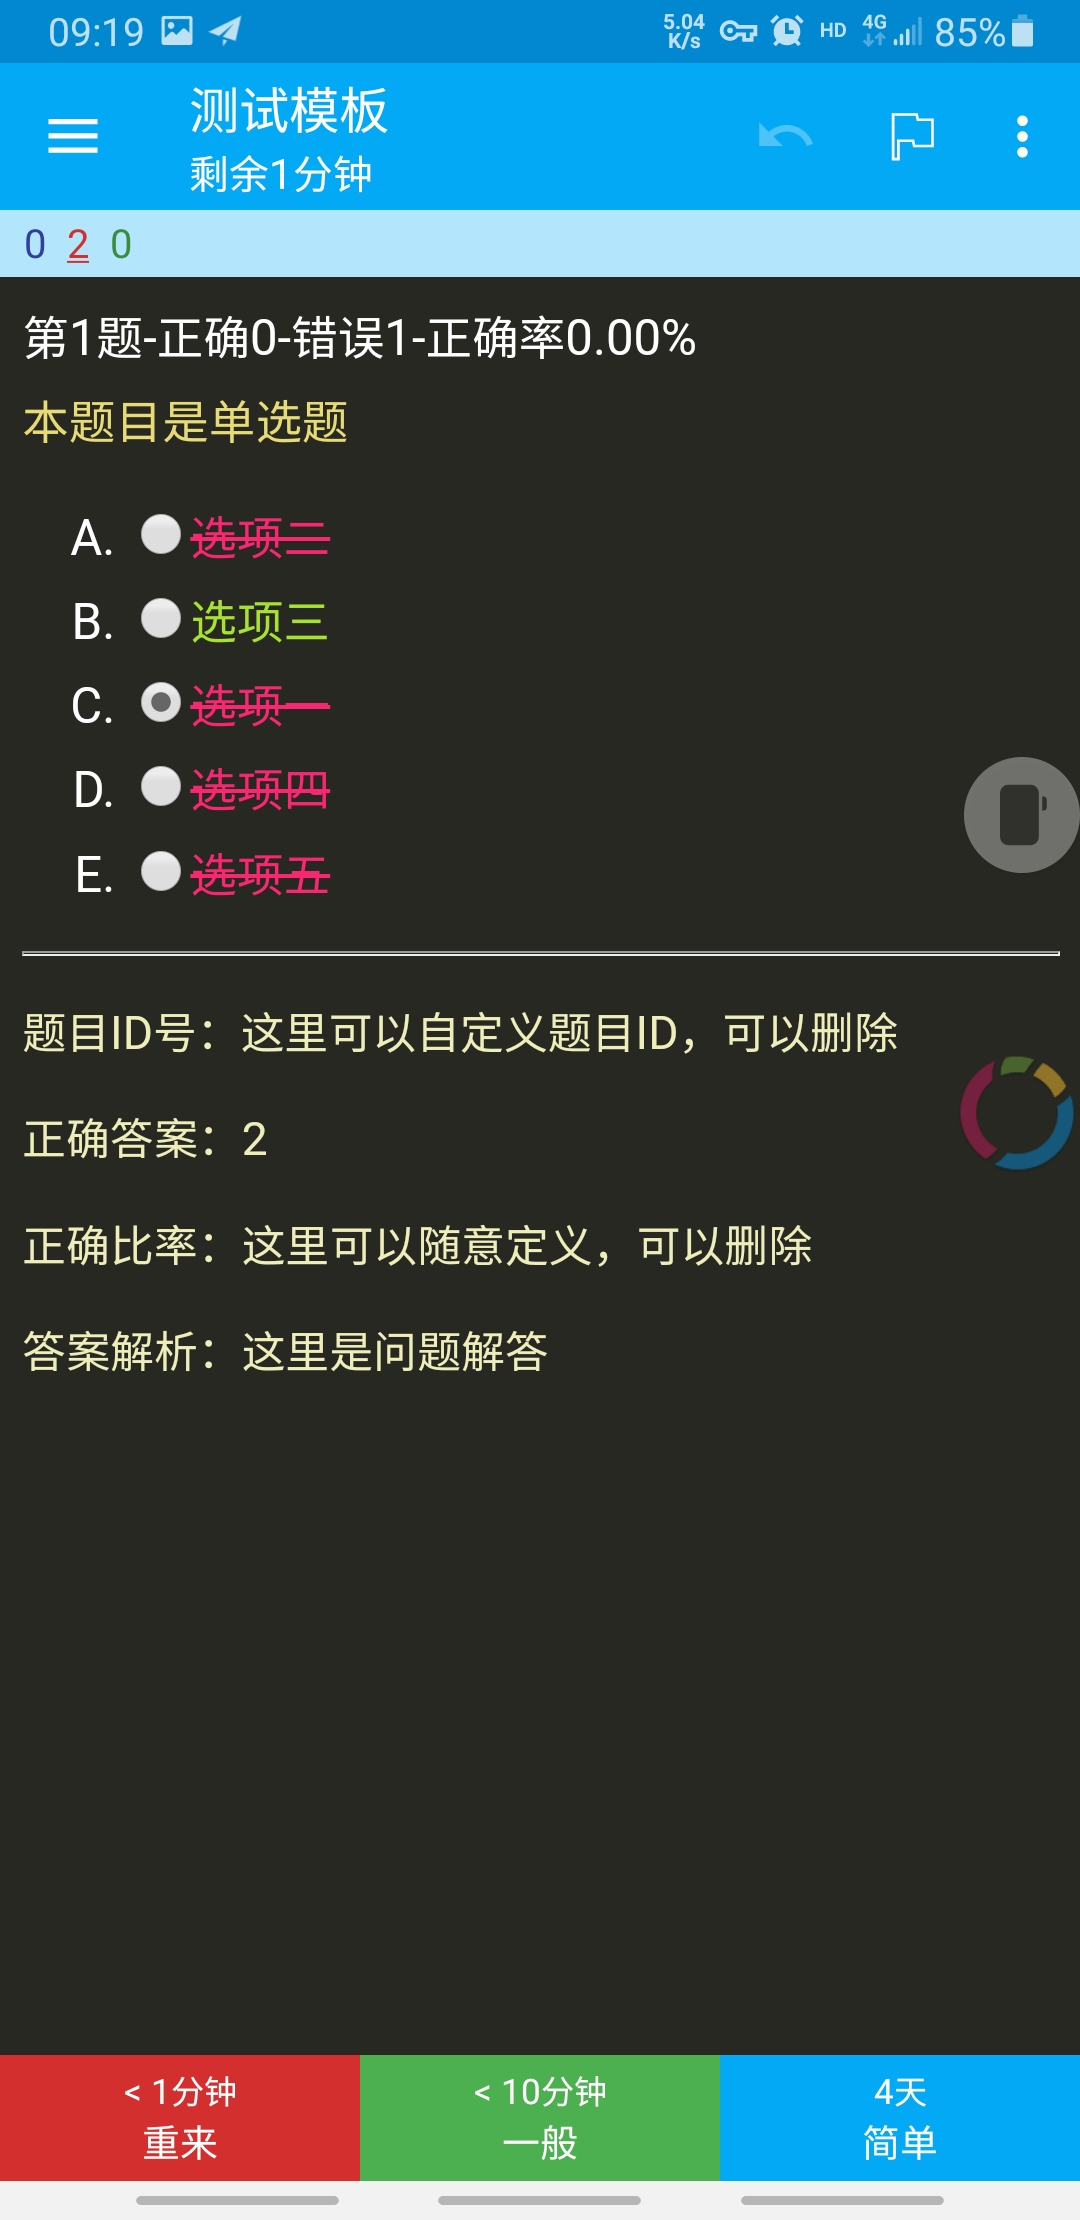 09:19 5.04 K/s HD 4G 85%
测试模板
剩余1分钟
0 2 0
第1题-正确0-错误1-正确率0.00%
本题目是单选题
A. 选项二
B. 选项三
C. 选项一
D. 选项四
E. 选项五
题目ID号：这里可以自定义题目ID，可以删除
正确答案：2
正确比率：这里可以随意定义，可以删除
答案解析：这里是问题解答
< 1分钟 < 10分钟 4天
重来 一般 简单